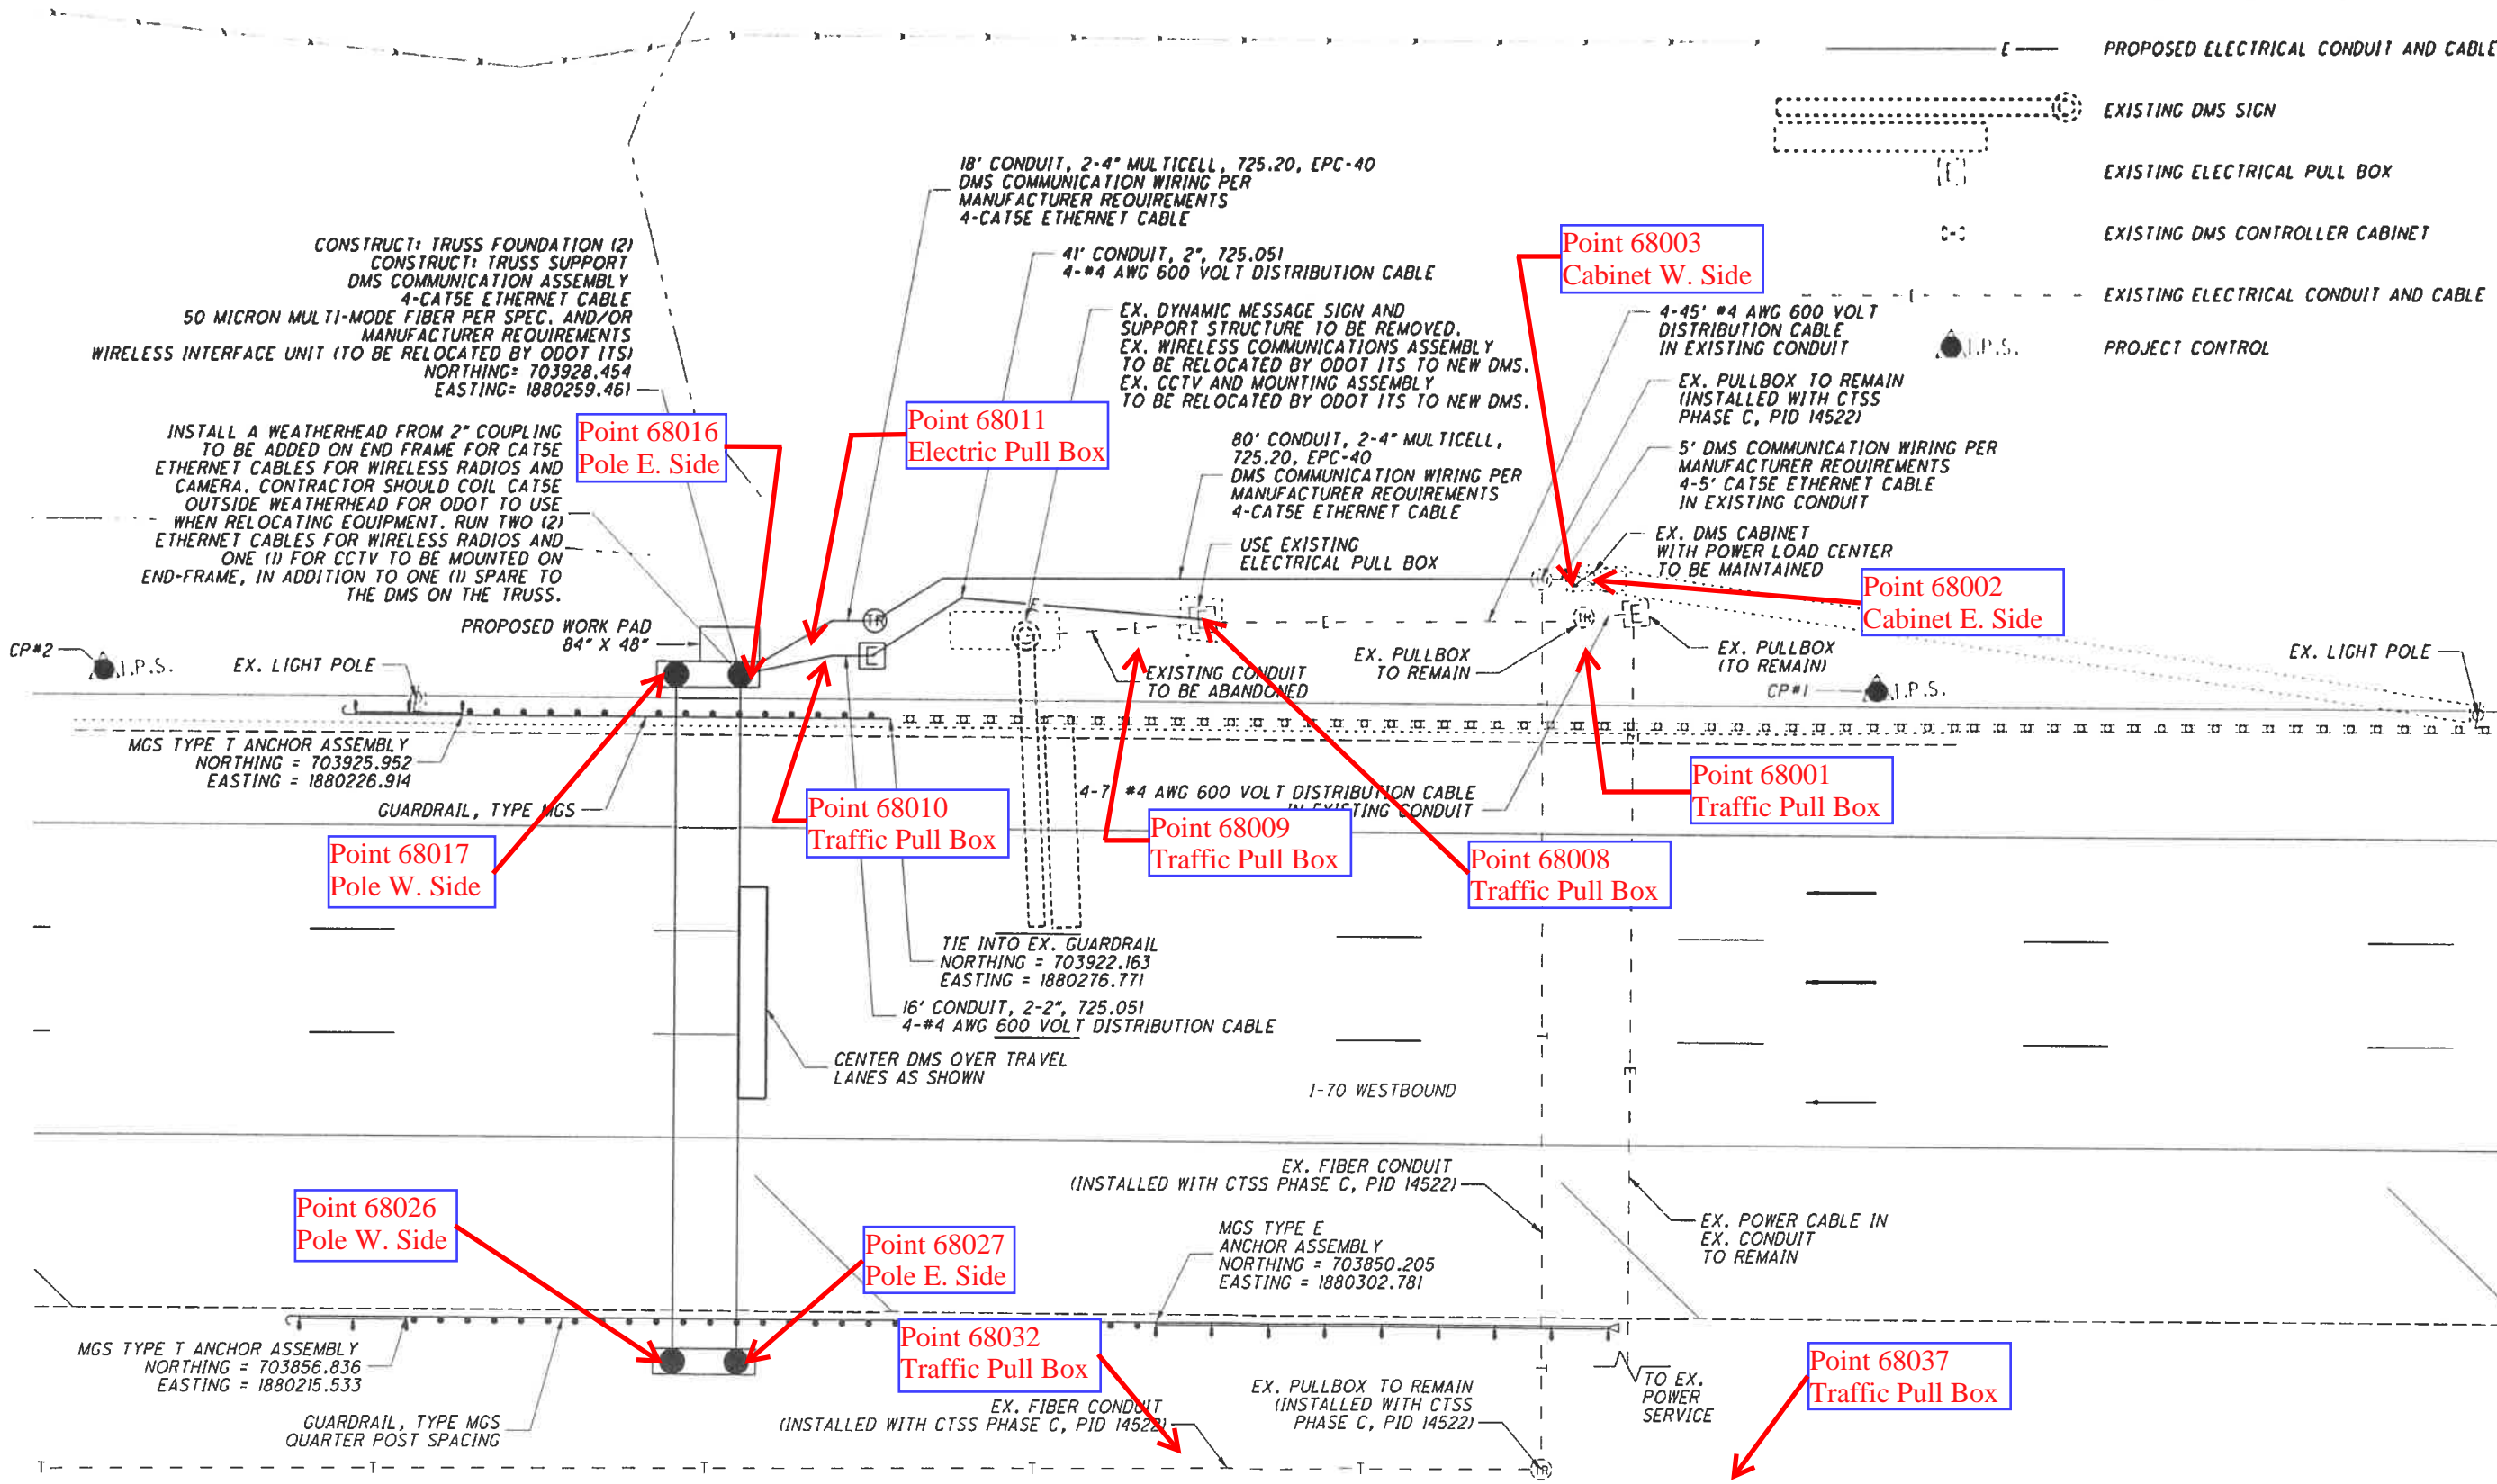 PROPOSED ELECTRICAL CONDUIT AND CABLE
E
EXISTING DMS SIGN
EXISTING ELECTRICAL PULL BOX
EXISTING DMS CONTROLLER CABINET
EXISTING ELECTRICAL CONDUIT AND CABLE
I.P.S.
PROJECT CONTROL
18' CONDUIT, 2-4" MULTICELL, 725.20, EPC-40
DMS COMMUNICATION WIRING PER
MANUFACTURER REQUIREMENTS
4-CAT5E ETHERNET CABLE
CONSTRUCT: TRUSS FOUNDATION (2)
CONSTRUCT: TRUSS SUPPORT
DMS COMMUNICATION ASSEMBLY
4-CAT5E ETHERNET CABLE
50 MICRON MULTI-MODE FIBER PER SPEC. AND/OR
MANUFACTURER REQUIREMENTS
WIRELESS INTERFACE UNIT (TO BE RELOCATED BY ODOT ITS)
NORTHING= 703928.454
EASTING= 1880259.461
41' CONDUIT, 2", 725.051
4-#4 AWG 600 VOLT DISTRIBUTION CABLE
Point 68003
Cabinet W. Side
EX. DYNAMIC MESSAGE SIGN AND
SUPPORT STRUCTURE TO BE REMOVED.
EX. WIRELESS COMMUNICATIONS ASSEMBLY
TO BE RELOCATED BY ODOT ITS TO NEW DMS.
EX. CCTV AND MOUNTING ASSEMBLY
TO BE RELOCATED BY ODOT ITS TO NEW DMS.
4-45' #4 AWG 600 VOLT
DISTRIBUTION CABLE
IN EXISTING CONDUIT
EX. PULLBOX TO REMAIN
(INSTALLED WITH CTSS
PHASE C, PID 14522)
Point 68016
Pole E. Side
Point 68011
Electric Pull Box
INSTALL A WEATHERHEAD FROM 2" COUPLING
TO BE ADDED ON END FRAME FOR CAT5E
ETHERNET CABLES FOR WIRELESS RADIOS AND
CAMERA. CONTRACTOR SHOULD COIL CAT5E
OUTSIDE WEATHERHEAD FOR ODOT TO USE
WHEN RELOCATING EQUIPMENT. RUN TWO (2)
ETHERNET CABLES FOR WIRELESS RADIOS AND
ONE (1) FOR CCTV TO BE MOUNTED ON
END-FRAME, IN ADDITION TO ONE (1) SPARE TO
THE DMS ON THE TRUSS.
80' CONDUIT, 2-4" MULTICELL,
725.20, EPC-40
DMS COMMUNICATION WIRING PER
MANUFACTURER REQUIREMENTS
4-CAT5E ETHERNET CABLE
5' DMS COMMUNICATION WIRING PER
MANUFACTURER REQUIREMENTS
4-5' CAT5E ETHERNET CABLE
IN EXISTING CONDUIT
USE EXISTING
ELECTRICAL PULL BOX
EX. DMS CABINET
WITH POWER LOAD CENTER
TO BE MAINTAINED
Point 68002
Cabinet E. Side
PROPOSED WORK PAD
84" X 48"
TR
E
E
E
TR
E
CP#2
I.P.S.
EX. LIGHT POLE
EXISTING CONDUIT
TO BE ABANDONED
EX. PULLBOX
TO REMAIN
EX. PULLBOX
(TO REMAIN)
CP#1
I.P.S.
EX. LIGHT POLE
MGS TYPE T ANCHOR ASSEMBLY
NORTHING = 703925.952
EASTING = 1880226.914
GUARDRAIL, TYPE MGS
4-7 #4 AWG 600 VOLT DISTRIBUTION CABLE
IN EXISTING CONDUIT
Point 68010
Traffic Pull Box
Point 68009
Traffic Pull Box
Point 68001
Traffic Pull Box
Point 68017
Pole W. Side
Point 68008
Traffic Pull Box
TIE INTO EX. GUARDRAIL
NORTHING = 703922.163
EASTING = 1880276.771
16' CONDUIT, 2-2", 725.051
4-#4 AWG 600 VOLT DISTRIBUTION CABLE
CENTER DMS OVER TRAVEL
LANES AS SHOWN
I-70 WESTBOUND
EX. FIBER CONDUIT
(INSTALLED WITH CTSS PHASE C, PID 14522)
Point 68026
Pole W. Side
Point 68027
Pole E. Side
MGS TYPE E
ANCHOR ASSEMBLY
NORTHING = 703850.205
EASTING = 1880302.781
EX. POWER CABLE IN
EX. CONDUIT
TO REMAIN
MGS TYPE T ANCHOR ASSEMBLY
NORTHING = 703856.836
EASTING = 1880215.533
Point 68032
Traffic Pull Box
Point 68037
Traffic Pull Box
GUARDRAIL, TYPE MGS
QUARTER POST SPACING
EX. FIBER CONDUIT
(INSTALLED WITH CTSS PHASE C, PID 14522)
EX. PULLBOX TO REMAIN
(INSTALLED WITH CTSS
PHASE C, PID 14522)
TO EX.
POWER
SERVICE
TR